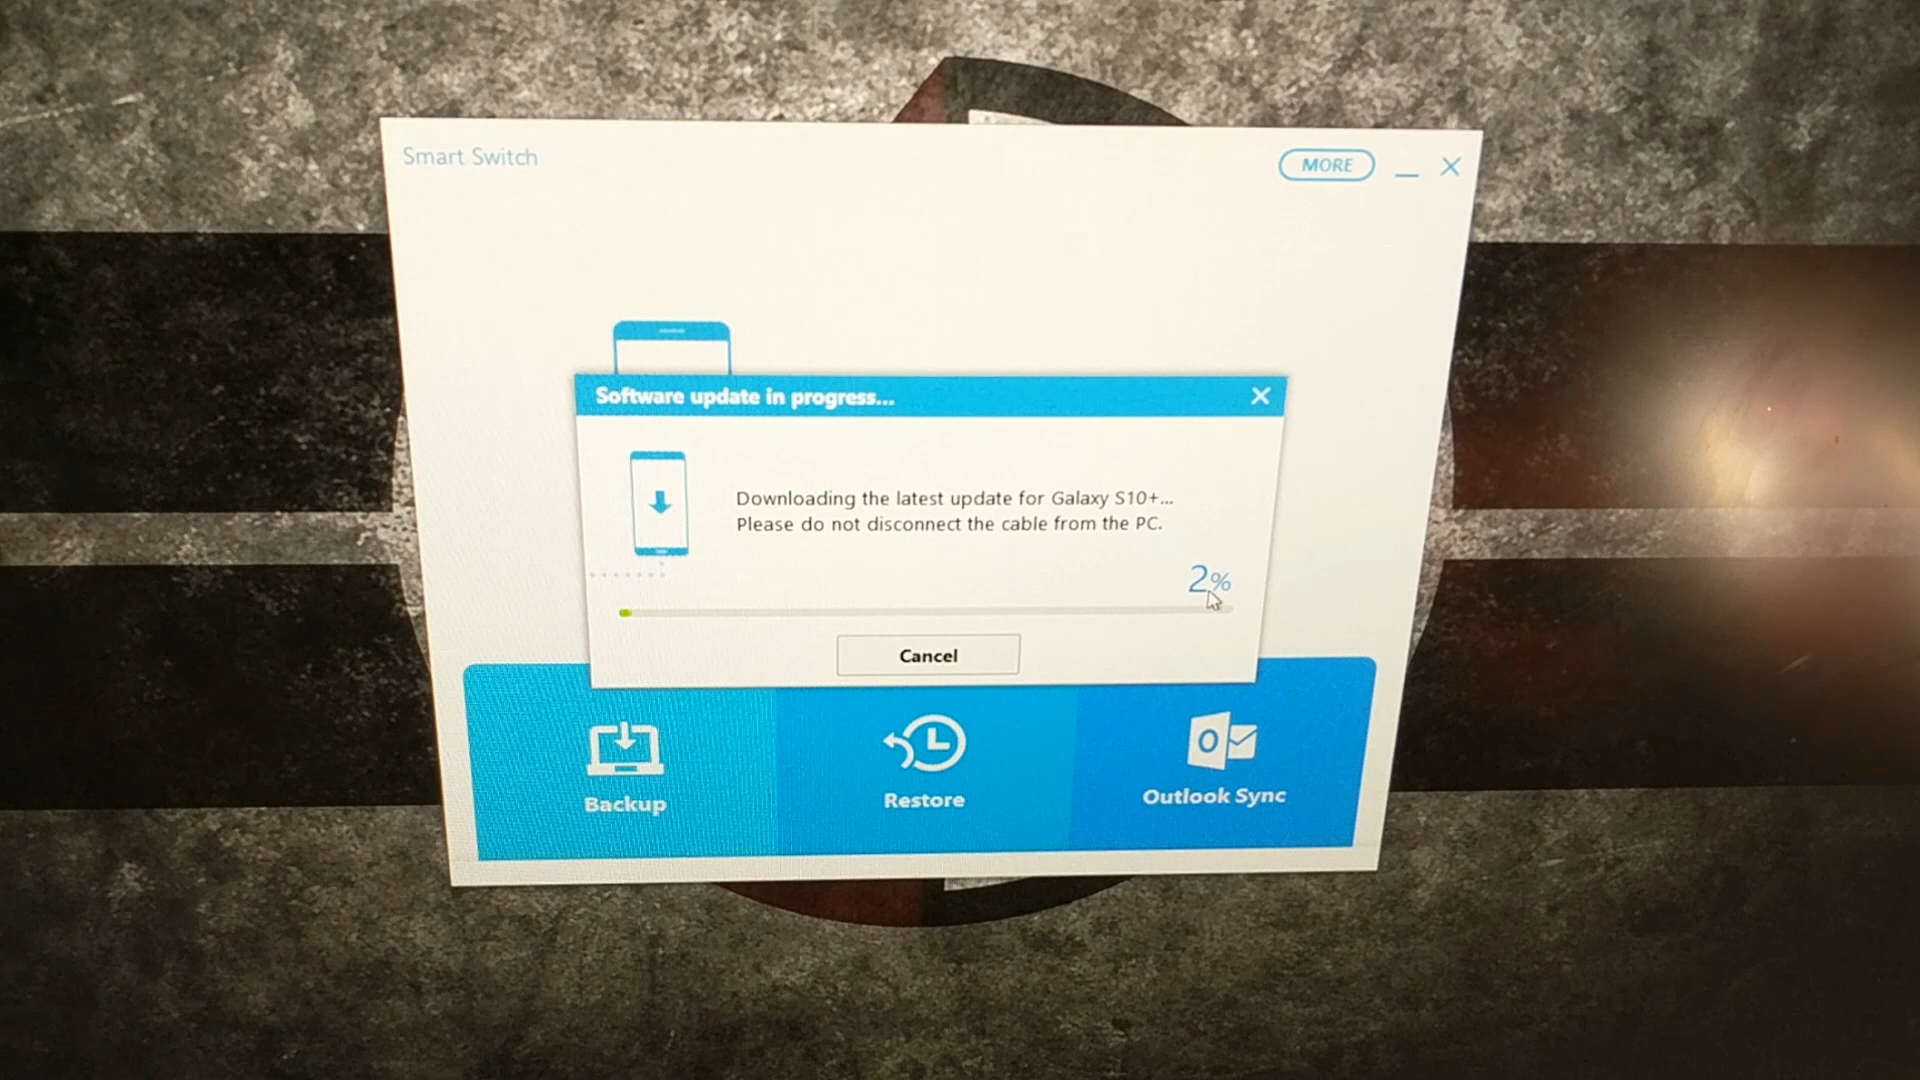 Smart Switch
MORE
Software update in progress...
Downloading the latest update for Galaxy S10+...
Please do not disconnect the cable from the PC.
2%
Cancel
Backup
Restore
Outlook Sync